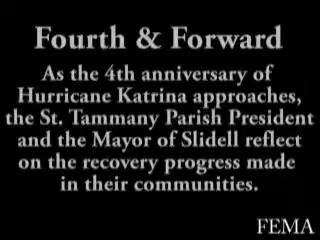 Fourth & Forward
As the 4th anniversary of
Hurricane Katrina approaches,
the St. Tammany Parish President
and the Mayor of Slidell reflect
on the recovery progress made
in their communities.
FEMA